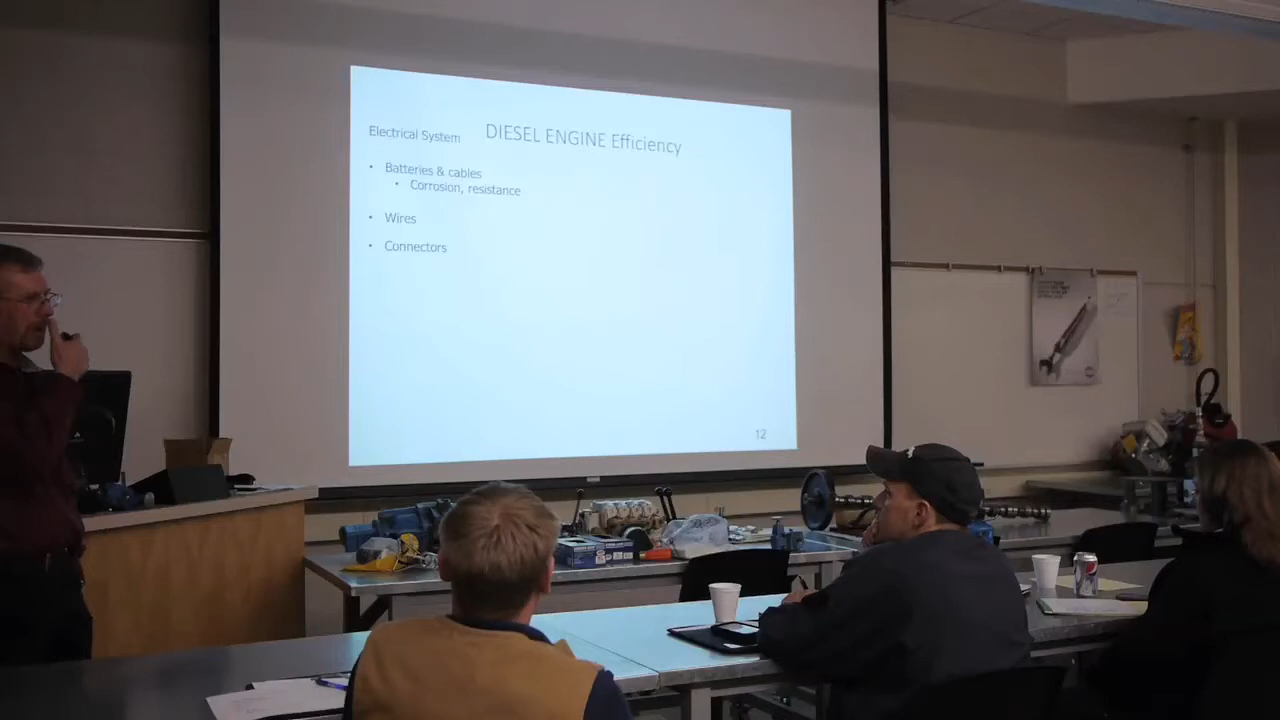 DIESEL ENGINE Efficiency
Electrical System
• Batteries & cables
• Corrosion, resistance
• Wires
• Connectors
12